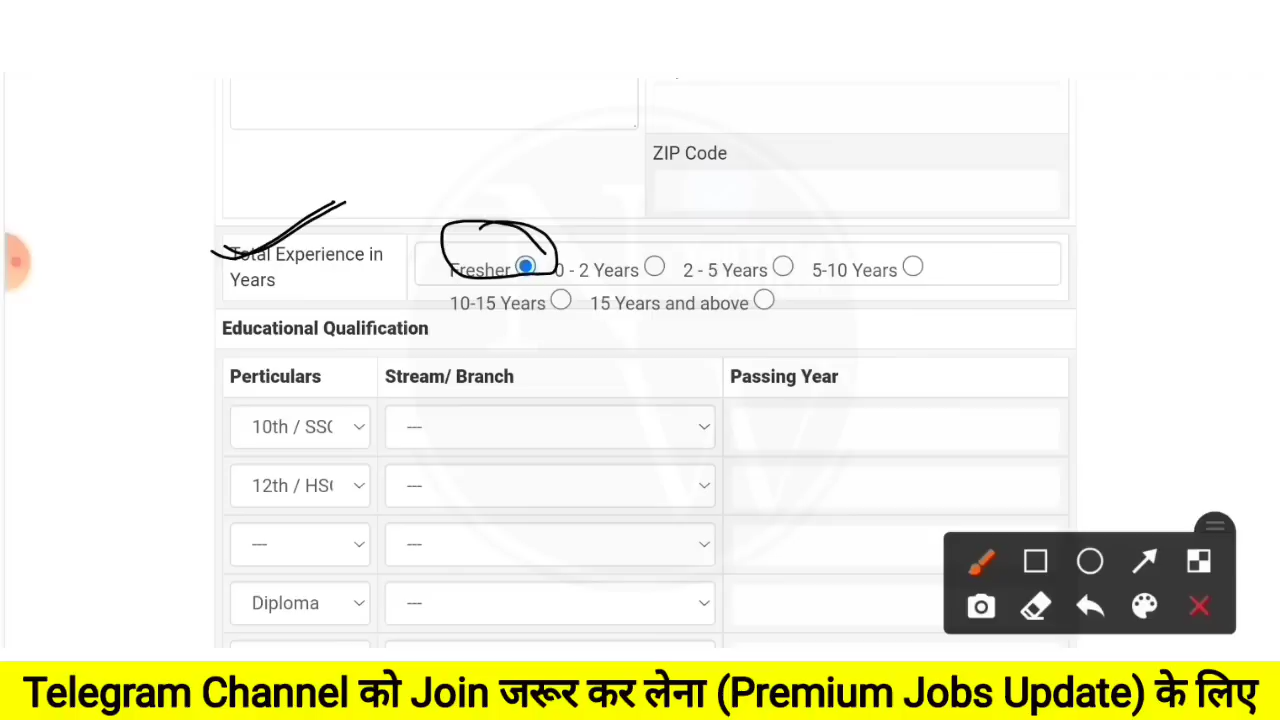 ZIP Code
Total Experience in
Years
Fresher 0 - 2 Years 2 - 5 Years 5-10 Years
10-15 Years 15 Years and above
Educational Qualification
Perticulars Stream/ Branch Passing Year
10th / SSC ---
12th / HSC ---
--- ---
Diploma ---
Telegram Channel को Join जरूर कर लेना (Premium Jobs Update) के लिए